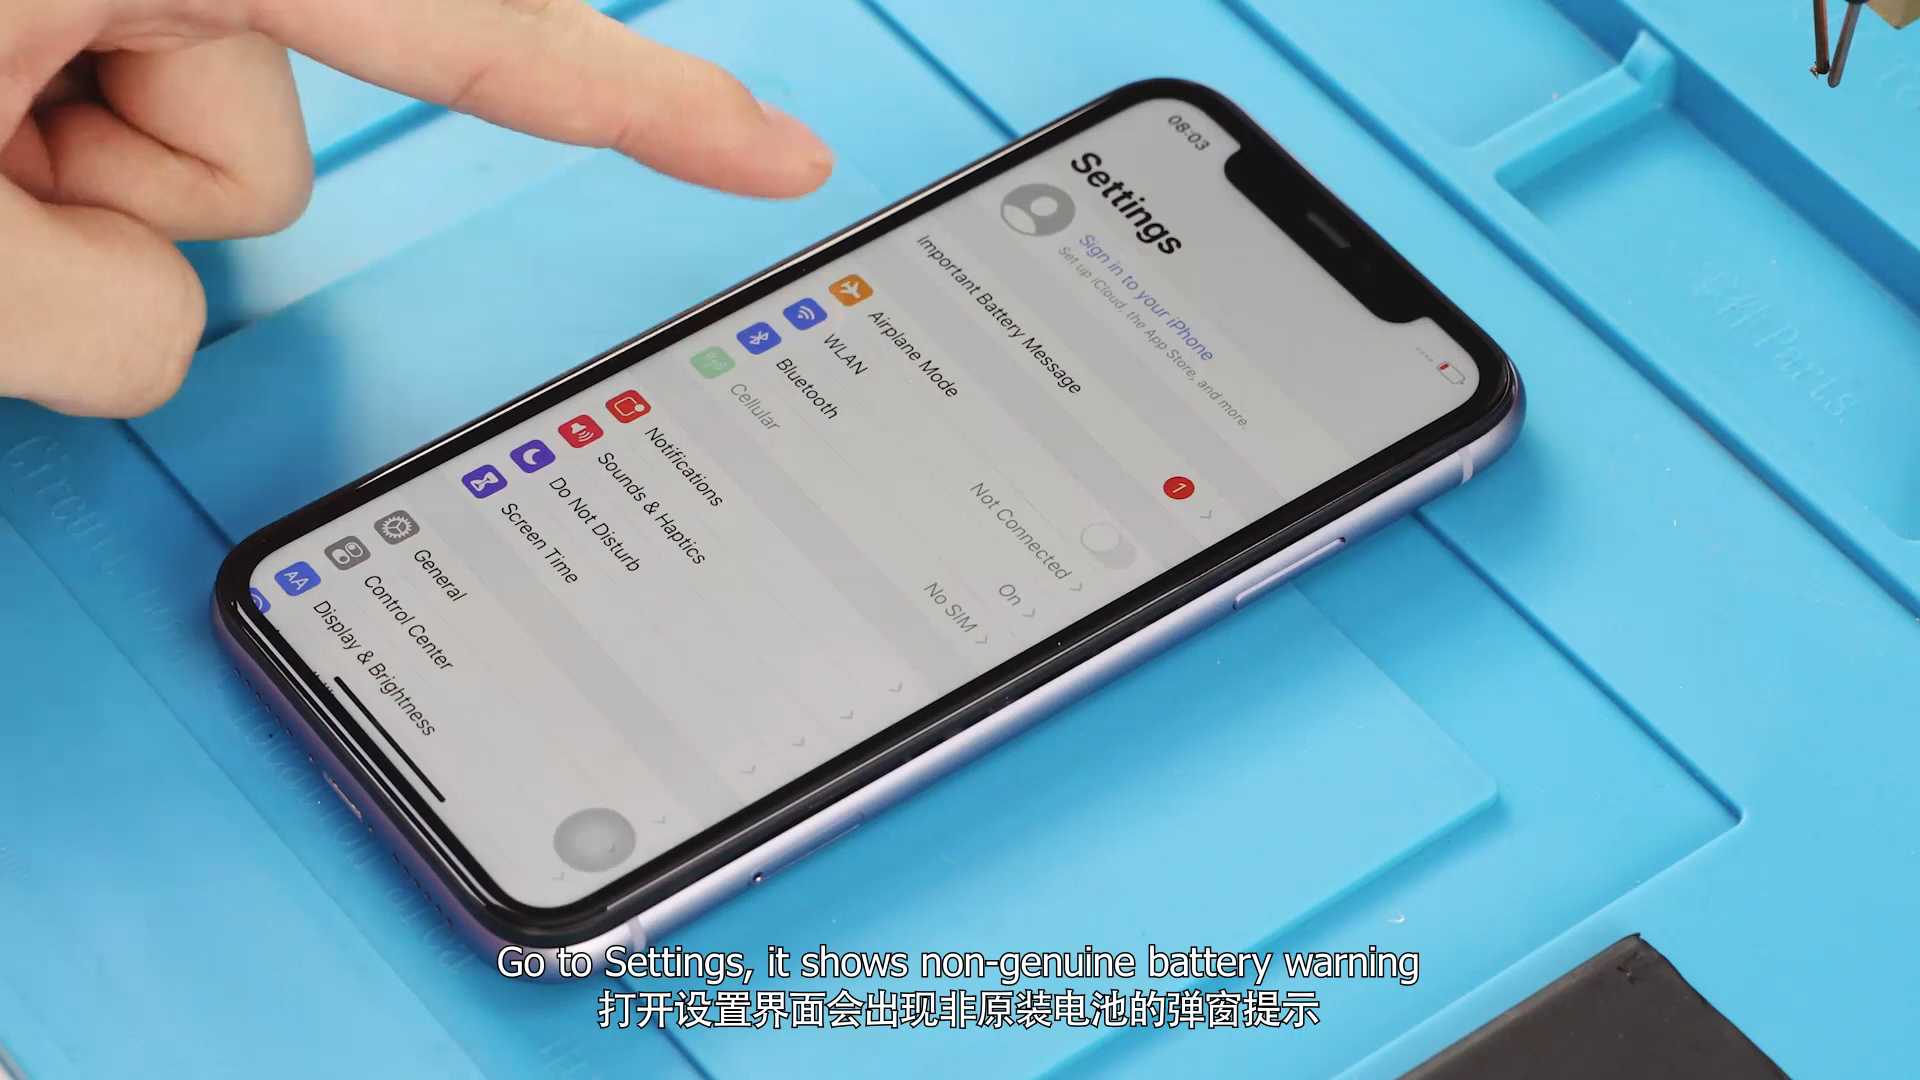 08:03
Settings
Sign in to your iPhone
Set up iCloud, the App Store, and more.
Important Battery Message
1
Airplane Mode
WLAN
Not Connected
Bluetooth
On
Cellular
No SIM
Notifications
Sounds & Haptics
Do Not Disturb
Screen Time
General
Control Center
AA
Display & Brightness
Go to Settings, it shows non-genuine battery warning
打开设置界面会出现非原装电池的弹窗提示